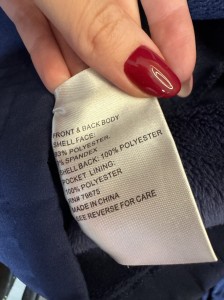 FRONT & BACK BODY
SHELL FACE:
93% POLYESTER,
7% SPANDEX
SHELL BACK: 100% POLYESTER
POCKET LINING:
100% POLYESTER
RN# 79675
MADE IN CHINA
SEE REVERSE FOR CARE